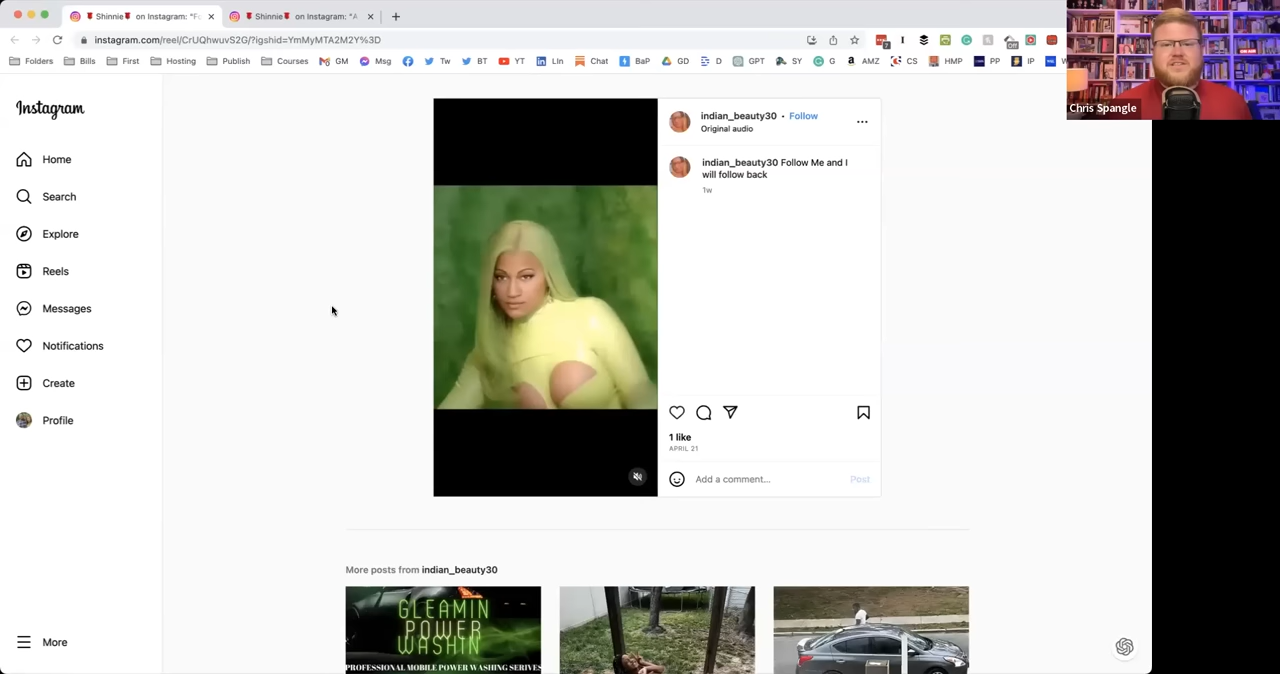 🌹Shinnie🌹 on Instagram: "Fo
🌹Shinnie🌹 on Instagram: "A
instagram.com/reel/CrUQhwuvS2G/?igshid=YmMyMTA2M2Y%3D
7
Off
Folders Bills First Hosting Publish Courses GM Msg Tw BT YT Lin Chat BaP GD D GPT SY G AMZ CS HMP PP IP
Chris Spangle
Instagram
Home
Search
Explore
Reels
Messages
Notifications
Create
Profile
More
indian_beauty30 • Follow
Original audio
indian_beauty30 Follow Me and I
will follow back
1w
1 like
APRIL 21
Add a comment...
Post
More posts from indian_beauty30
GLEAMIN
POWER
WASHIN'
PROFESSIONAL MOBILE POWER WASHING SERIVES